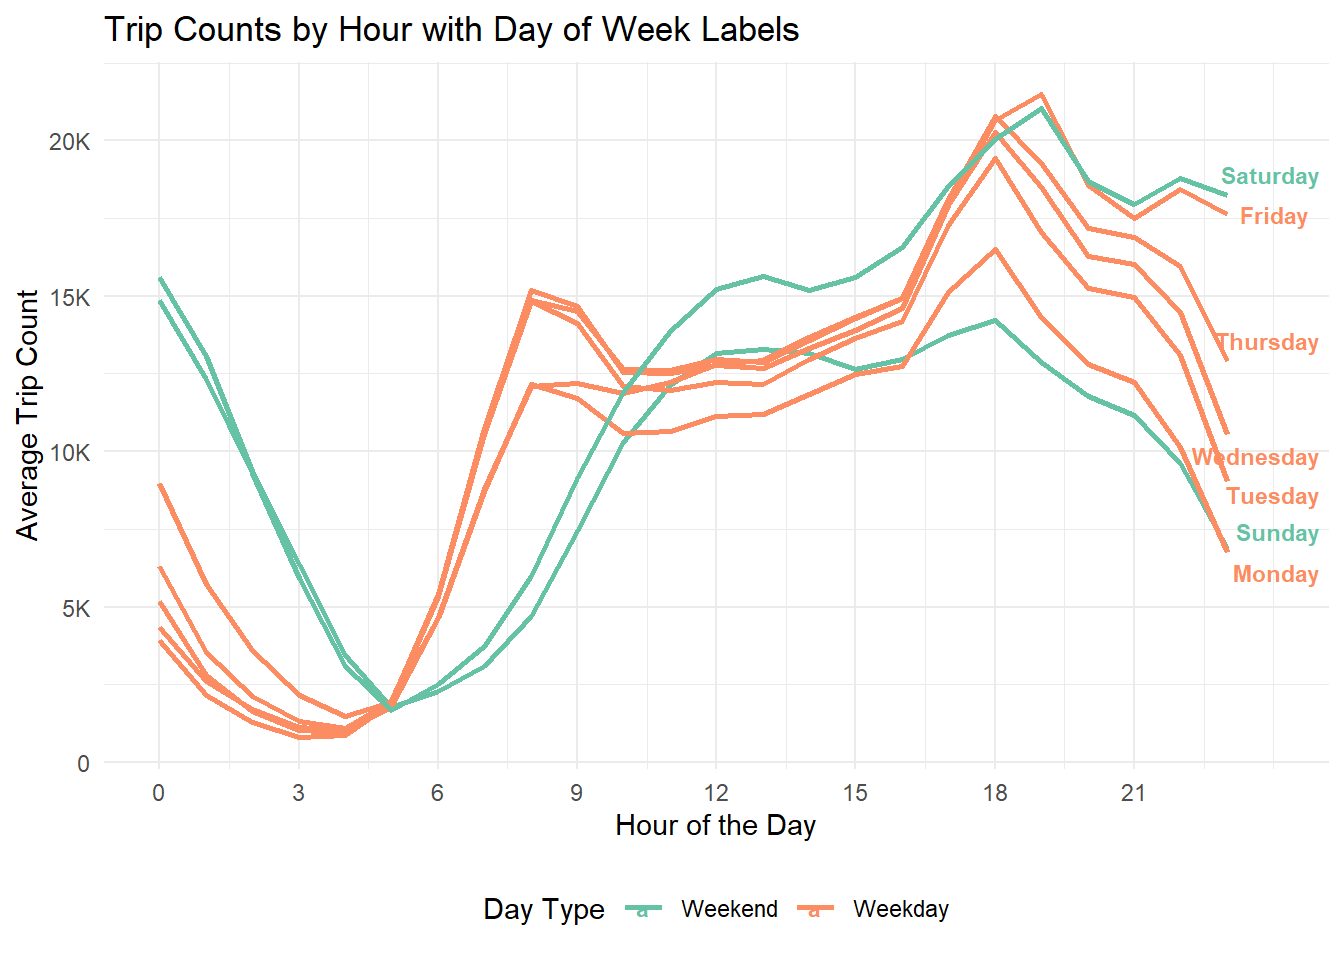 Trip Counts by Hour with Day of Week Labels
Average Trip Count
20K
15K
10K
5K
0
Saturday
Friday
Thursday
Wednesday
Tuesday
Sunday
Monday
0 3 6 9 12 15 18 21
Hour of the Day
Day Type a Weekend a Weekday